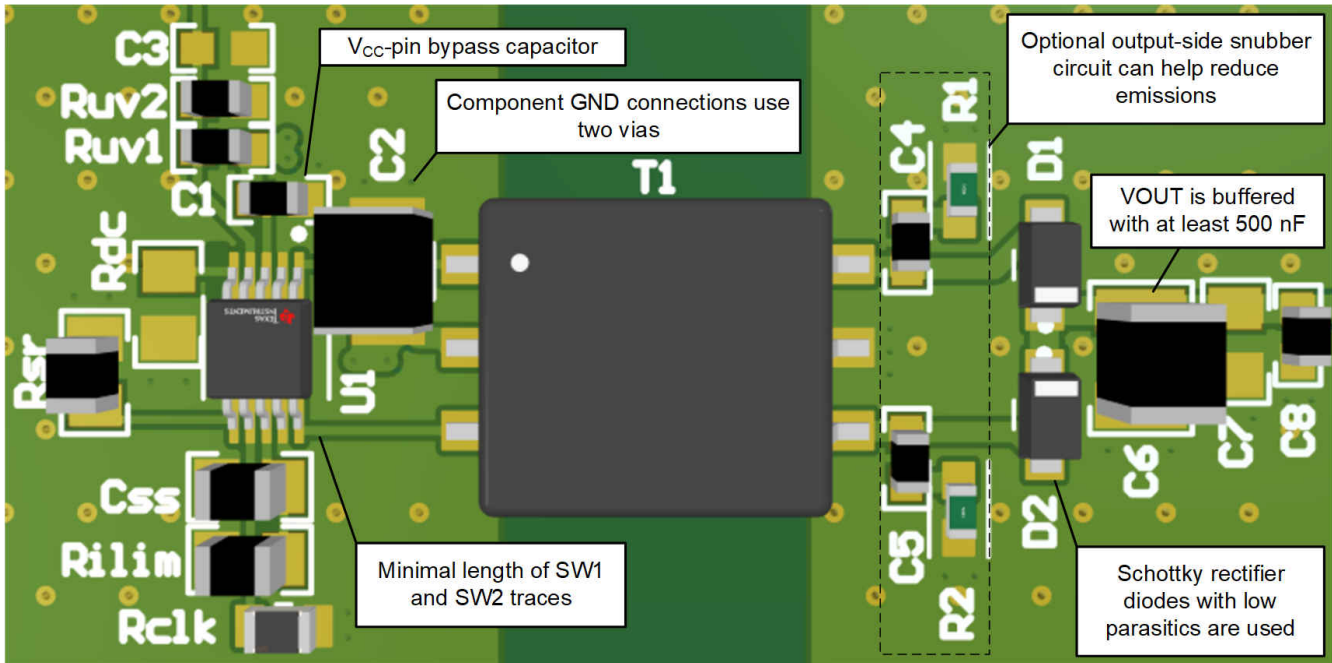 C3
Ruv2
Ruv1
C1
Rdc
Rsr
TEXAS
INSTRUMENTS
U1
Css
Rilim
Rclk
V_CC-pin bypass capacitor
Component GND connections use
two vias
C2
T1
Minimal length of SW1
and SW2 traces
Optional output-side snubber
circuit can help reduce
emissions
R1
C4
D1
VOUT is buffered
with at least 500 nF
C5
R2
D2
C6
C7
C8
Schottky rectifier
diodes with low
parasitics are used